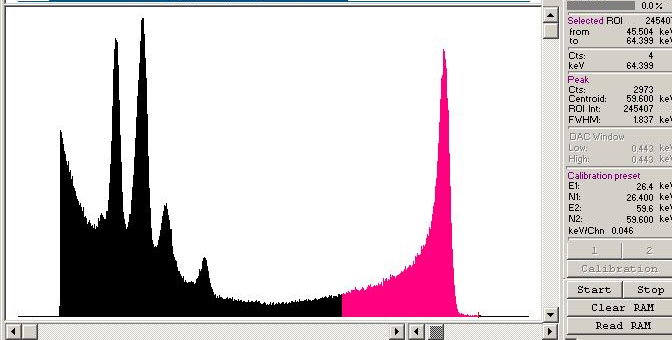 0.0 %
Selected ROI 24540
from 45.504 keV
to 64.399 keV
Cts: 4
keV 64.399
Peak
Cts: 2973
Centroid: 59.600 keV
ROI Int: 245407
FWHM: 1.837 keV
DAC Window
Low: 0.443 keV
High: 0.443 keV
Calibration preset
E1: 26.4 keV
N1: 26.400 keV
E2: 59.6 keV
N2: 59.600 keV
keV/Chn 0.046
1 2
Calibration
Start Stop
Clear RAM
Read RAM